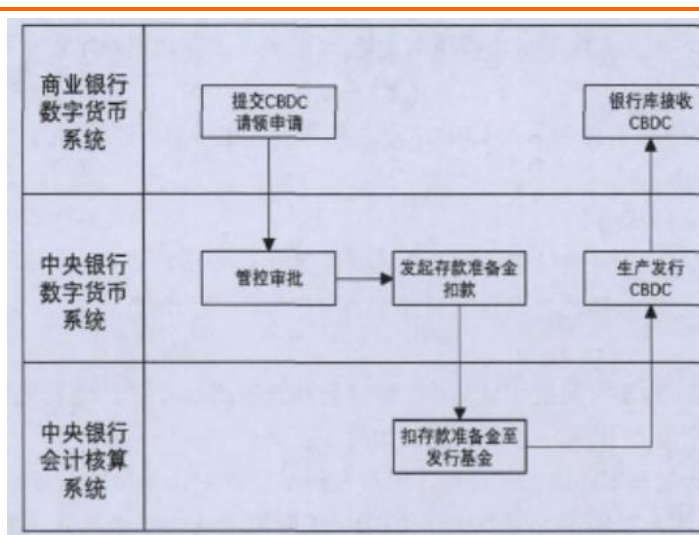 商业银行
数字货币
系统
提交CBDC
请领申请
银行库接收
CBDC
中央银行
数字货币
系统
管控审批
发起存款准备金
扣款
生产发行
CBDC
中央银行
会计核算
系统
扣存款准备金至
发行基金